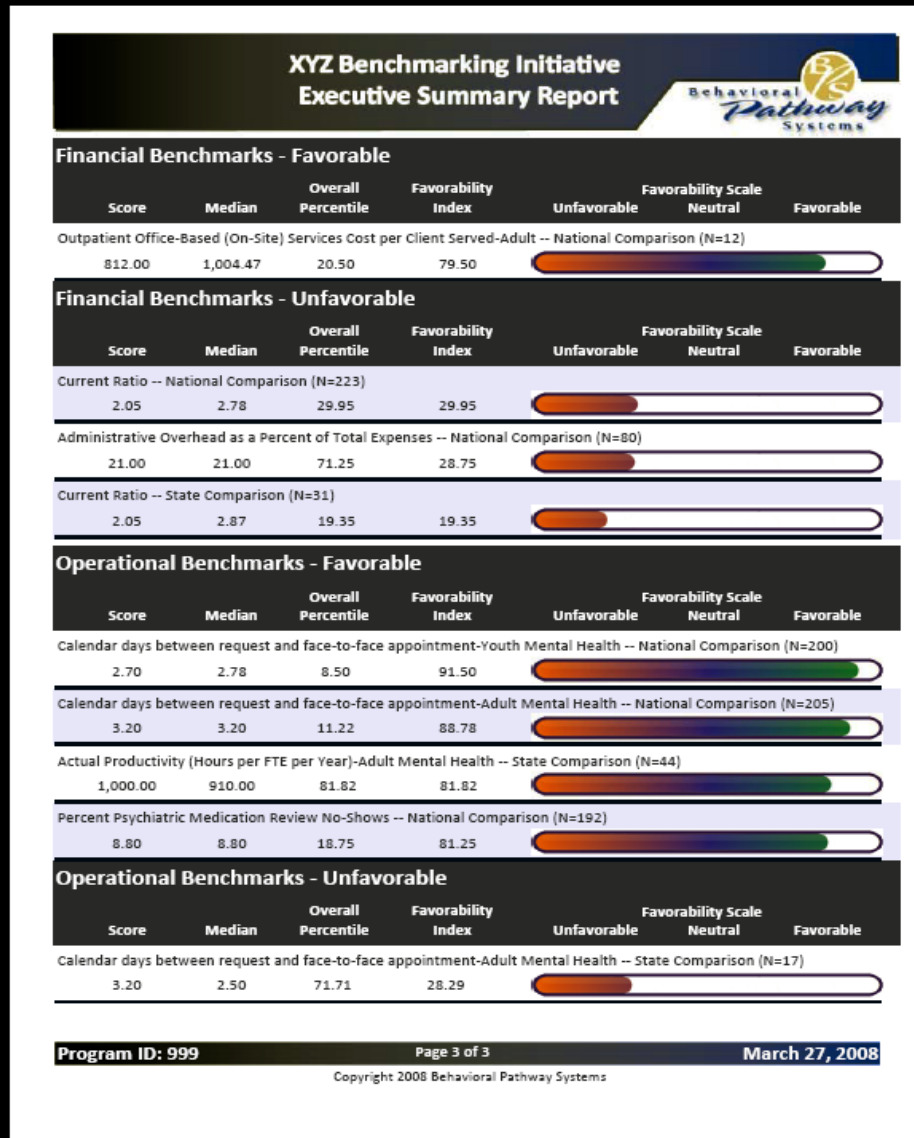 XYZ Benchmarking Initiative
Executive Summary Report
B/S
Behavioral
Pathway
Systems
Financial Benchmarks - Favorable
Overall Favorability Favorability Scale
Score Median Percentile Index Unfavorable Neutral Favorable
Outpatient Office-Based (On-Site) Services Cost per Client Served-Adult -- National Comparison (N=12)
812.00 1,004.47 20.50 79.50
Financial Benchmarks - Unfavorable
Overall Favorability Favorability Scale
Score Median Percentile Index Unfavorable Neutral Favorable
Current Ratio -- National Comparison (N=223)
2.05 2.78 29.95 29.95
Administrative Overhead as a Percent of Total Expenses -- National Comparison (N=80)
21.00 21.00 71.25 28.75
Current Ratio -- State Comparison (N=31)
2.05 2.87 19.35 19.35
Operational Benchmarks - Favorable
Overall Favorability Favorability Scale
Score Median Percentile Index Unfavorable Neutral Favorable
Calendar days between request and face-to-face appointment-Youth Mental Health -- National Comparison (N=200)
2.70 2.78 8.50 91.50
Calendar days between request and face-to-face appointment-Adult Mental Health -- National Comparison (N=205)
3.20 3.20 11.22 88.78
Actual Productivity (Hours per FTE per Year)-Adult Mental Health -- State Comparison (N=44)
1,000.00 910.00 81.82 81.82
Percent Psychiatric Medication Review No-Shows -- National Comparison (N=192)
8.80 8.80 18.75 81.25
Operational Benchmarks - Unfavorable
Overall Favorability Favorability Scale
Score Median Percentile Index Unfavorable Neutral Favorable
Calendar days between request and face-to-face appointment-Adult Mental Health -- State Comparison (N=17)
3.20 2.50 71.71 28.29
Program ID: 999 Page 3 of 3 March 27, 2008
Copyright 2008 Behavioral Pathway Systems